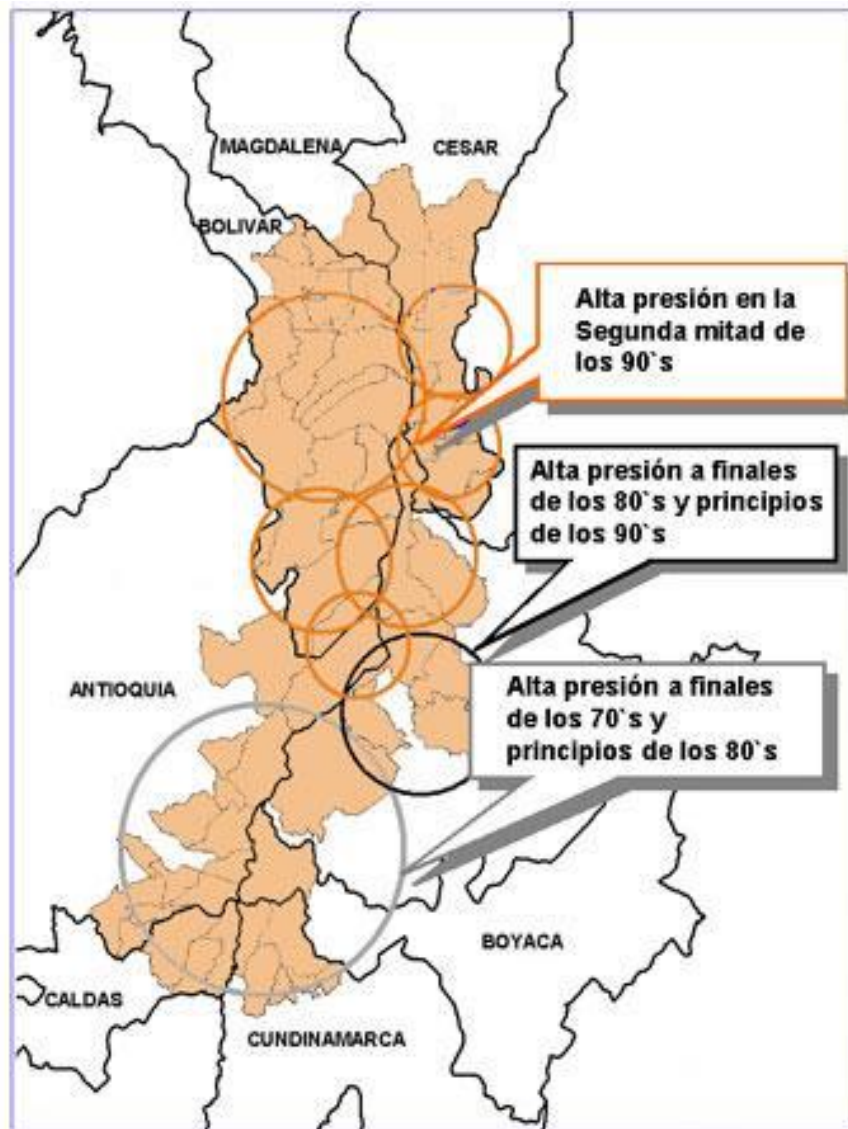 MAGDALENA
CESAR
BOLIVAR
Alta presión en la
Segunda mitad de
los 90`s
Alta presión a finales
de los 80`s y principios
de los 90`s
ANTIOQUIA
Alta presión a finales
de los 70`s y
principios de los 80`s
BOYACA
CALDAS
CUNDINAMARCA